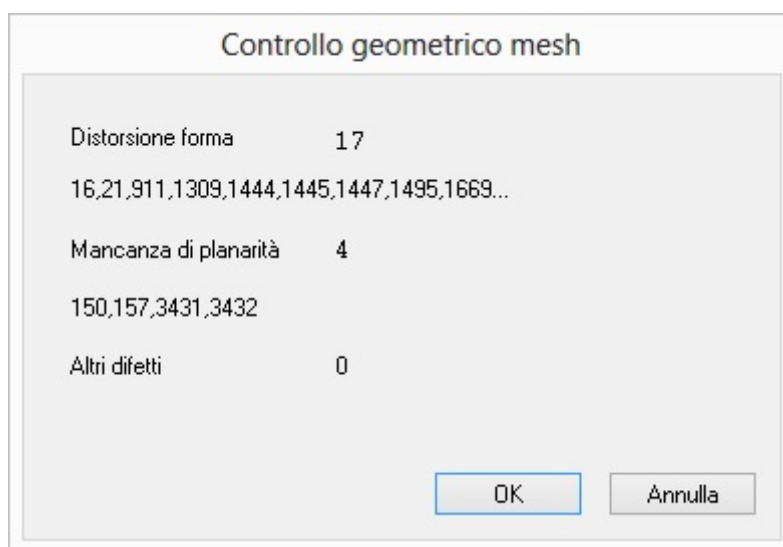 Controllo geometrico mesh
Distorsione forma 17
16,21,911,1309,1444,1445,1447,1495,1669...
Mancanza di planarità 4
150,157,3431,3432
Altri difetti 0
OK Annulla